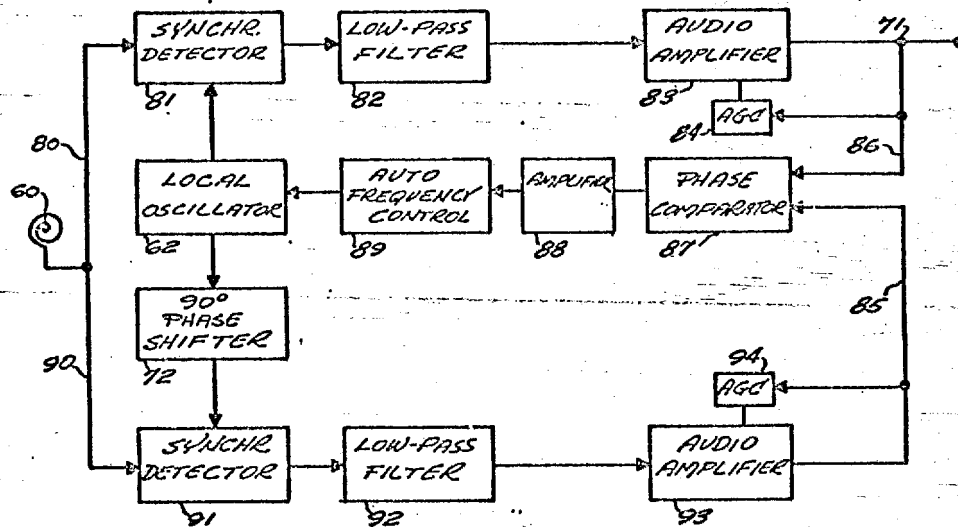 SYNCHR.
DETECTOR
81
LOW-PASS
FILTER
82
AUDIO
AMPLIFIER
83
71
84
AGC
86
80
60
LOCAL
OSCILLATOR
62
AUTO
FREQUENCY
CONTROL
89
AMPLIFIER
88
PHASE
COMPARATOR
87
85
90°
PHASE
SHIFTER
72
90
94
AGC
SYNCHR.
DETECTOR
91
LOW-PASS
FILTER
92
AUDIO
AMPLIFIER
93